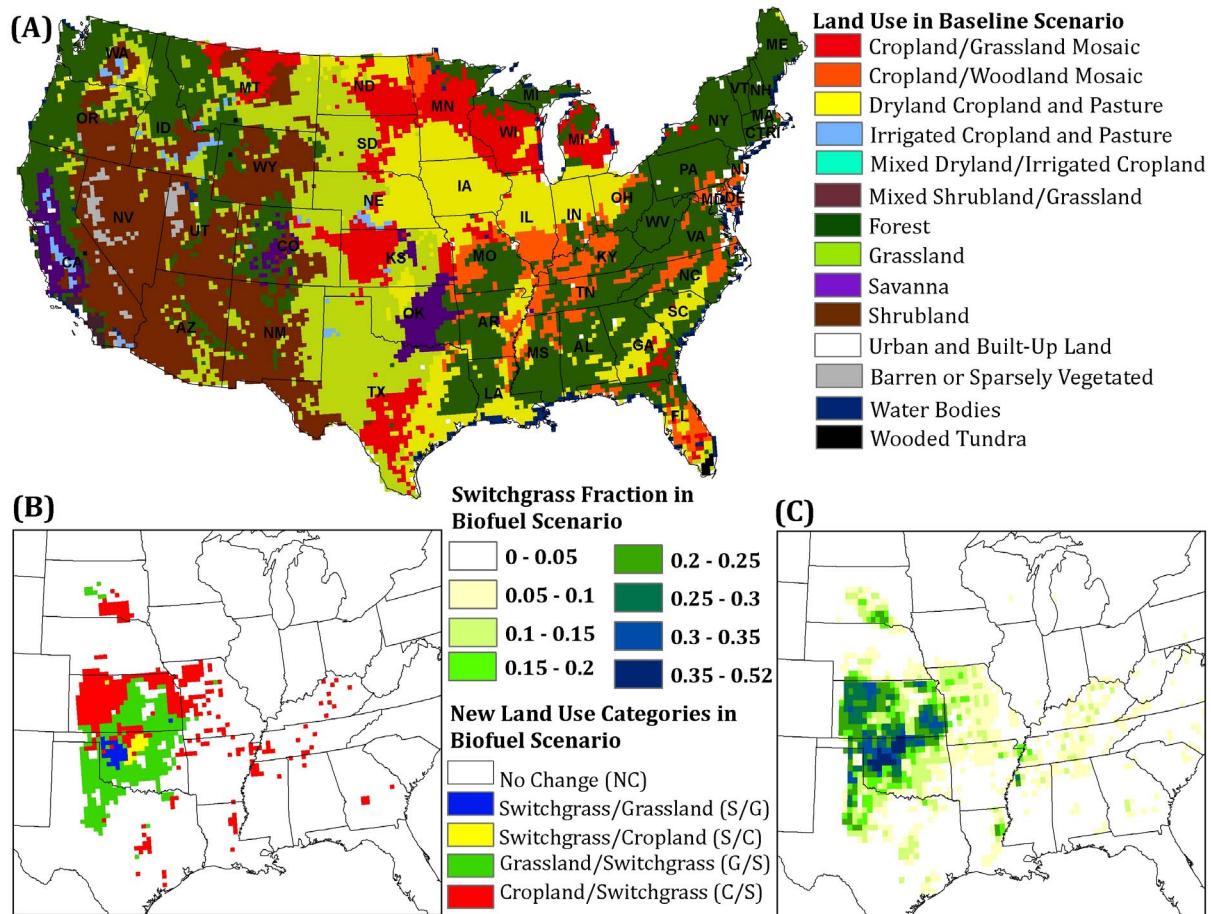 (A)
WA
MT
ND
MN
MI
ME
VT
NH
OR
ID
WY
SD
WI
MI
NY
MA
CT
RI
NV
UT
CO
NE
IA
IL
IN
OH
PA
NJ
MD
DE
WV
VA
CA
AZ
NM
KS
MO
KY
OK
AR
TN
NC
SC
TX
LA
MS
AL
GA
FL
Land Use in Baseline Scenario
Cropland/Grassland Mosaic
Cropland/Woodland Mosaic
Dryland Cropland and Pasture
Irrigated Cropland and Pasture
Mixed Dryland/Irrigated Cropland
Mixed Shrubland/Grassland
Forest
Grassland
Savanna
Shrubland
Urban and Built-Up Land
Barren or Sparsely Vegetated
Water Bodies
Wooded Tundra
(B)
Switchgrass Fraction in
Biofuel Scenario
0 - 0.05
0.05 - 0.1
0.1 - 0.15
0.15 - 0.2
0.2 - 0.25
0.25 - 0.3
0.3 - 0.35
0.35 - 0.52
New Land Use Categories in
Biofuel Scenario
No Change (NC)
Switchgrass/Grassland (S/G)
Switchgrass/Cropland (S/C)
Grassland/Switchgrass (G/S)
Cropland/Switchgrass (C/S)
(C)